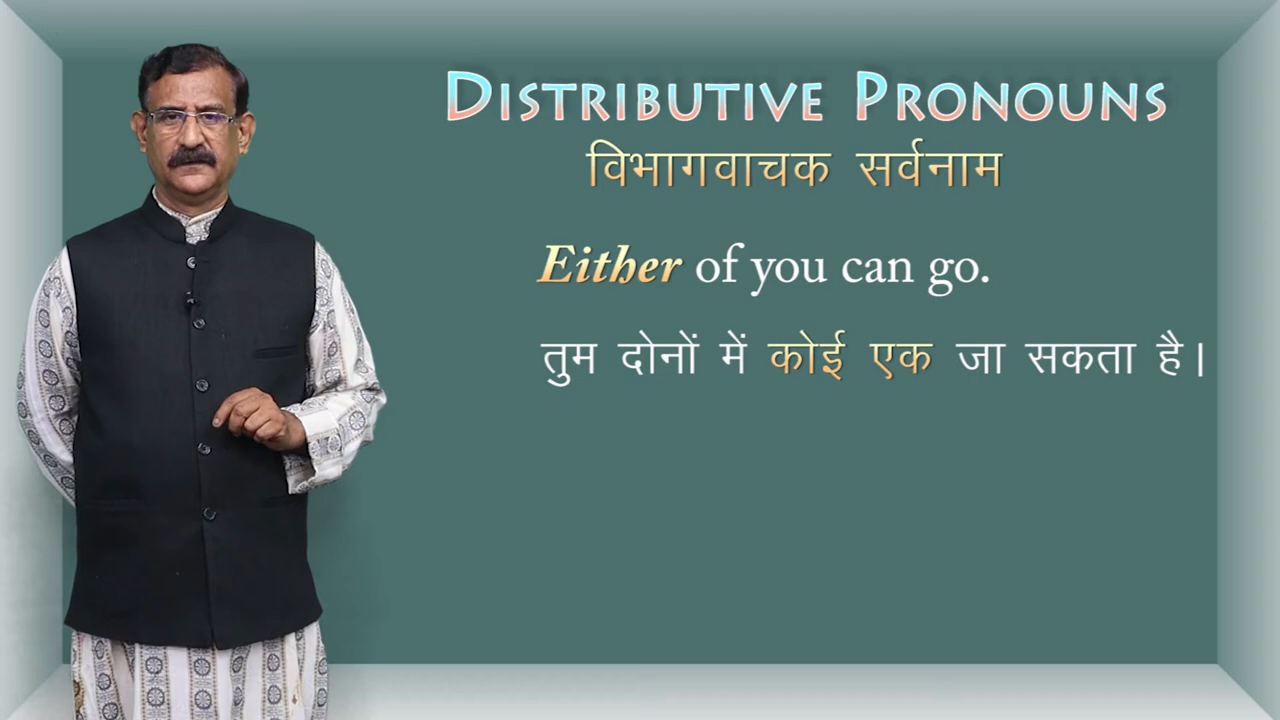 DISTRIBUTIVE PRONOUNS
विभागवाचक सर्वनाम
Either of you can go.
तुम दोनों में कोई एक जा सकता है।